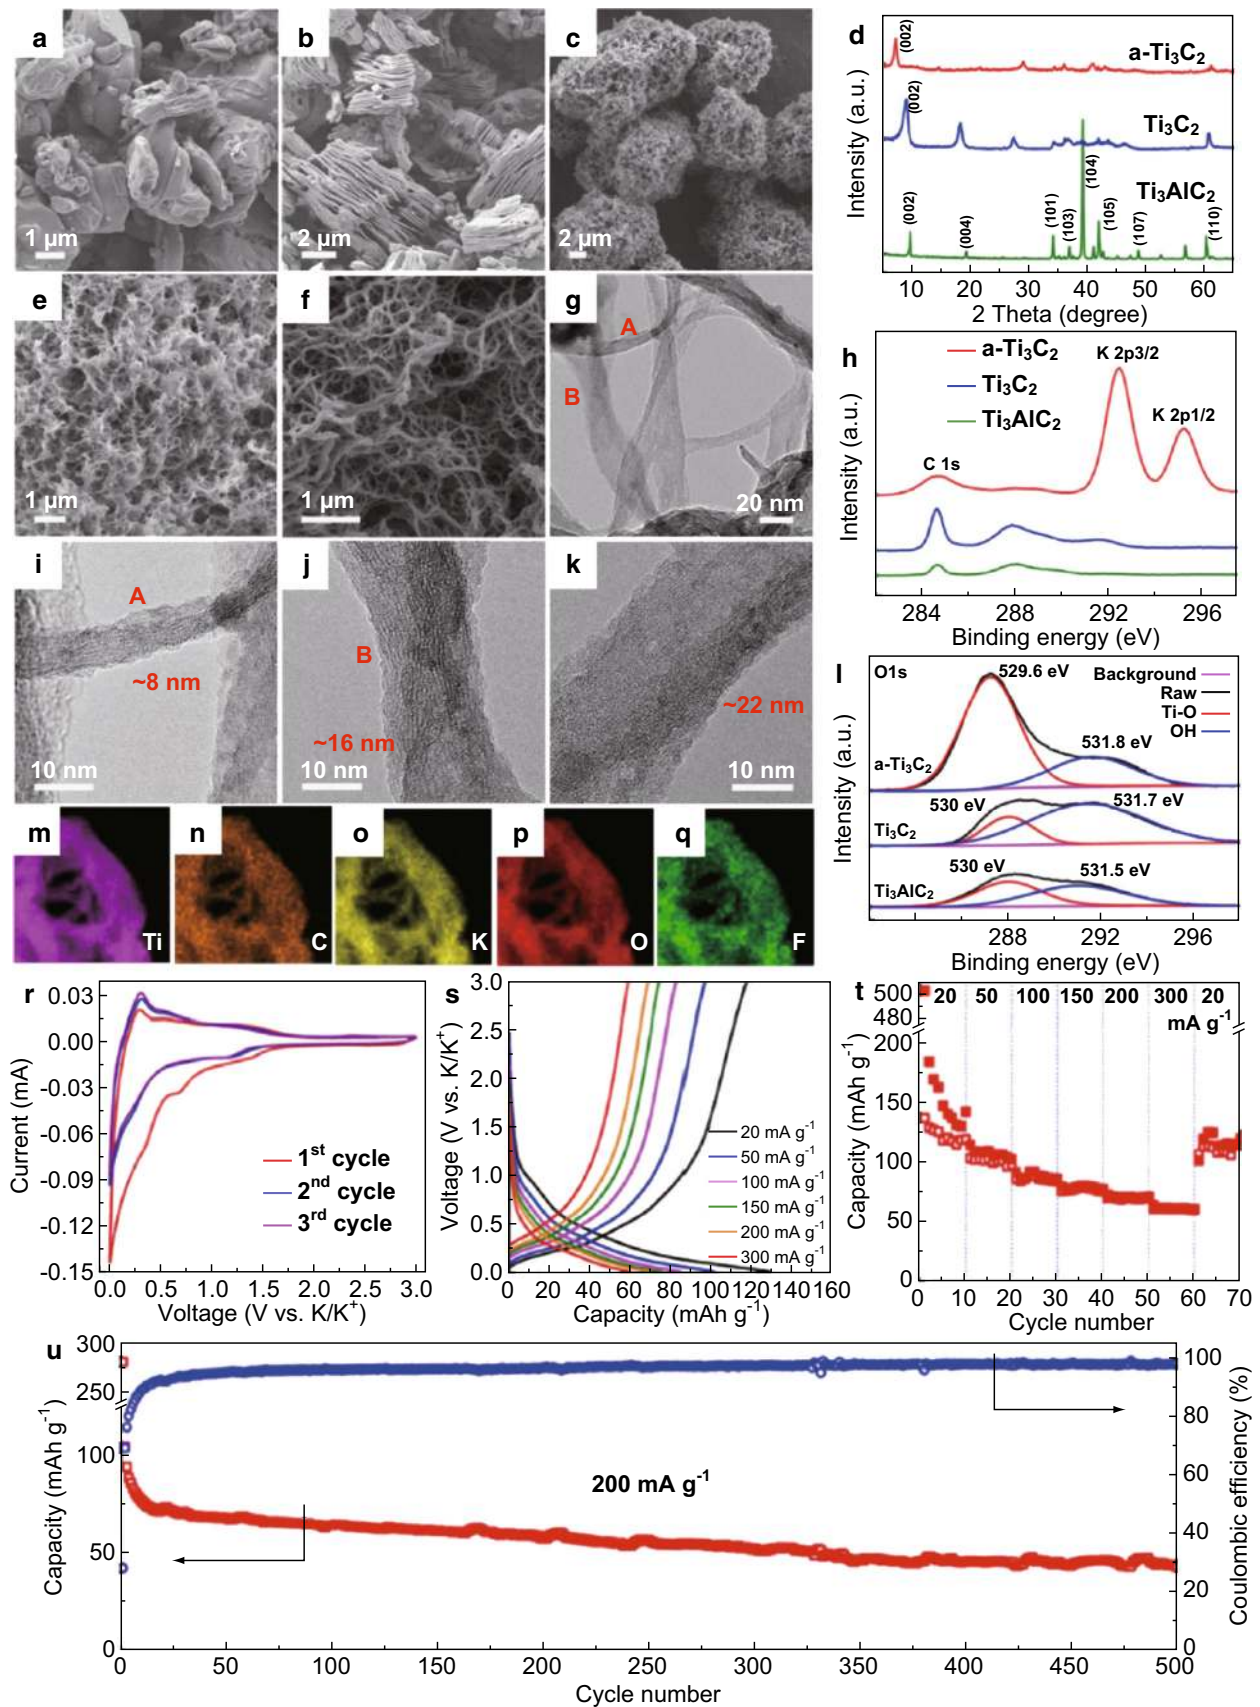 a
1 µm
b
2 µm
c
2 µm
d
(002)
a-Ti3C2
(002)
Ti3C2
Ti3AlC2
(002)
(004)
(101)
(103)
(104)
(105)
(107)
(110)
Intensity (a.u.)
10 20 30 40 50 60
2 Theta (degree)
e
1 µm
f
1 µm
g
A
B
20 nm
h
a-Ti3C2
Ti3C2
Ti3AlC2
K 2p3/2
K 2p1/2
C 1s
Intensity (a.u.)
284 288 292 296
Binding energy (eV)
i
A
~8 nm
10 nm
j
B
~16 nm
10 nm
k
~22 nm
10 nm
l
O1s
529.6 eV
Background
Raw
Ti-O
OH
531.8 eV
a-Ti3C2
530 eV
531.7 eV
Ti3C2
530 eV
531.5 eV
Ti3AlC2
Intensity (a.u.)
288 292 296
Binding energy (eV)
m
Ti
n
C
o
K
p
O
q
F
r
0.03
0.00
-0.03
-0.06
-0.09
-0.12
-0.15
Current (mA)
1st cycle
2nd cycle
3rd cycle
0.0 0.5 1.0 1.5 2.0 2.5 3.0
Voltage (V vs. K/K+)
s
3.0
2.5
2.0
1.5
1.0
0.5
0.0
Voltage (V vs. K/K+)
20 mA g-1
50 mA g-1
100 mA g-1
150 mA g-1
200 mA g-1
300 mA g-1
0 20 40 60 80 100 120 140 160
Capacity (mAh g-1)
t
500
480
200
150
100
50
0
Capacity (mAh g-1)
20 50 100 150 200 300 20
mA g-1
0 10 20 30 40 50 60 70
Cycle number
u
300
250
100
50
0
Capacity (mAh g-1)
200 mA g-1
100
80
60
40
20
0
Coulombic efficiency (%)
0 50 100 150 200 250 300 350 400 450 500
Cycle number